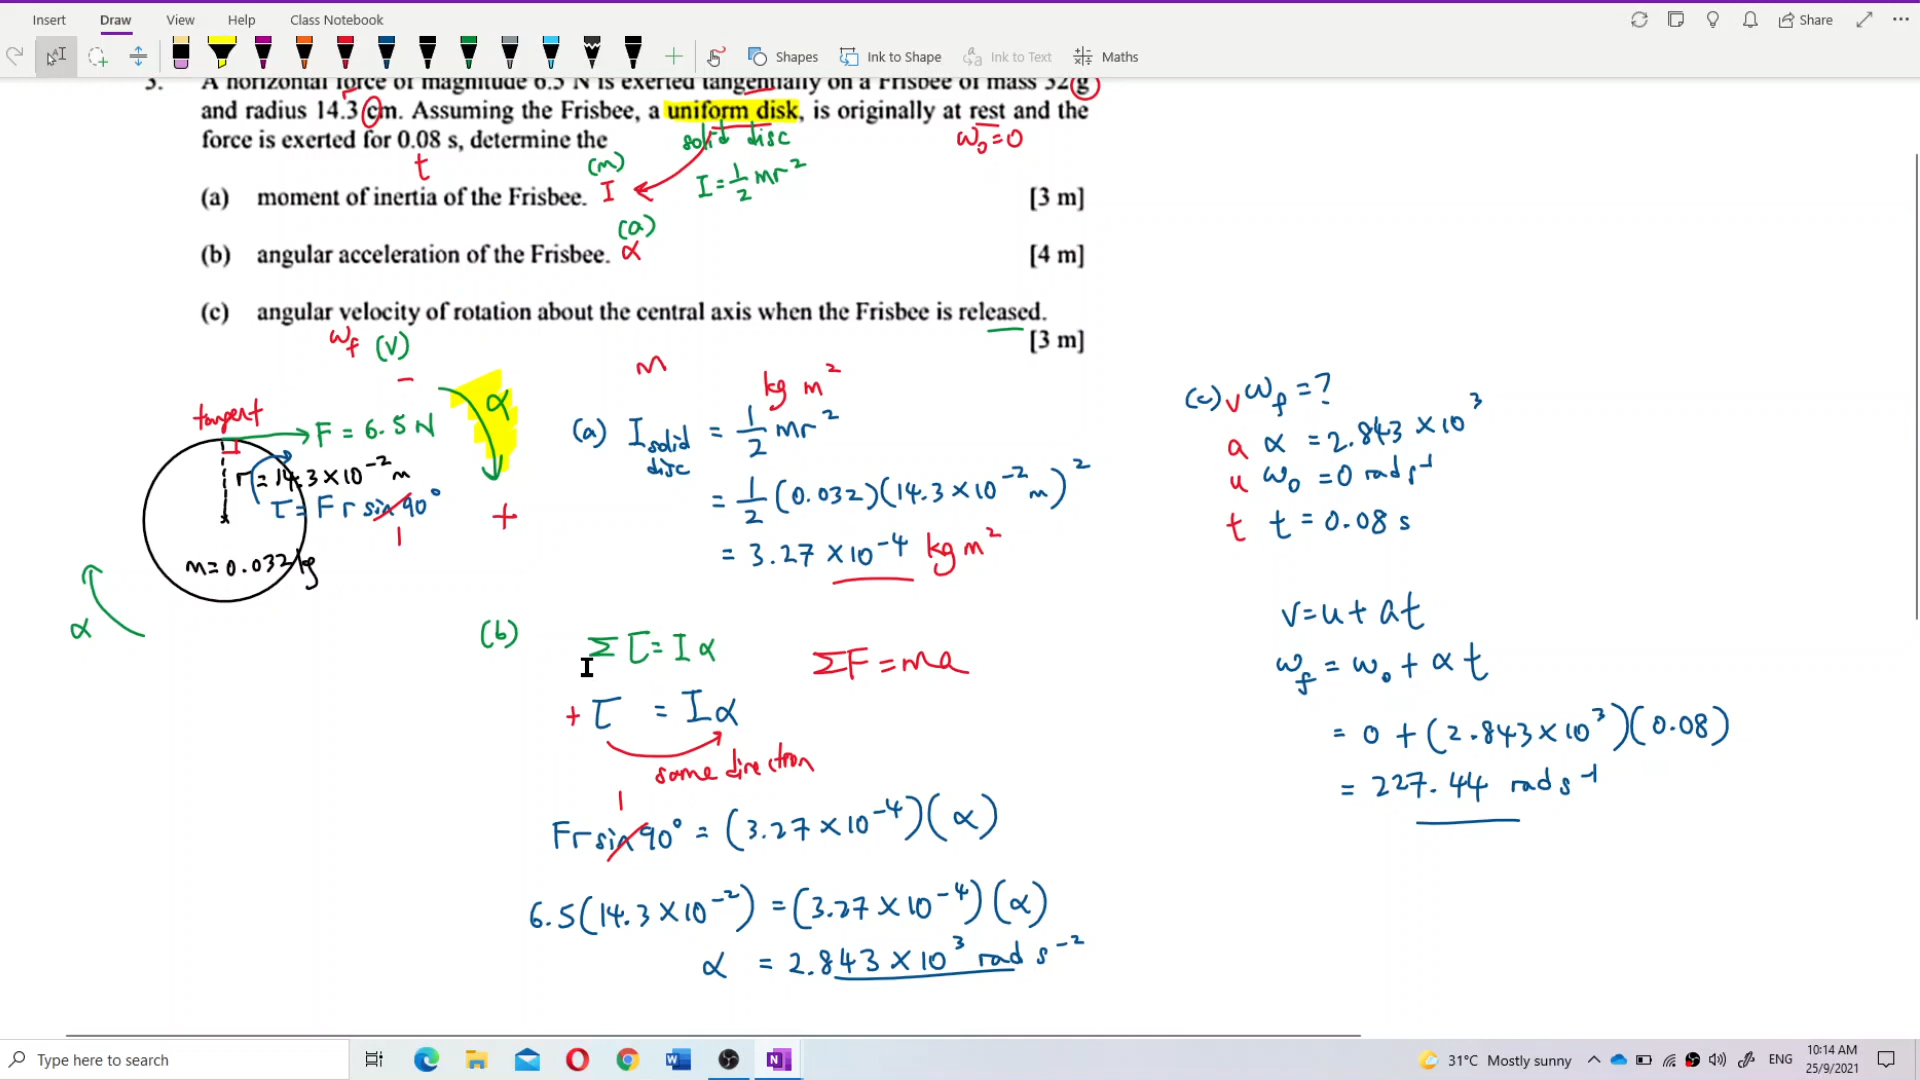 Insert Draw View Help Class Notebook Share
Shapes Ink to Shape Ink to Text Maths
3. A horizontal force of magnitude 6.5 N is exerted tangentially on a Frisbee of mass 32 g
and radius 14.3 cm. Assuming the Frisbee, a uniform disk, is originally at rest and the
force is exerted for 0.08 s, determine the
t
solid disc
I = 1/2 mr²
ω₀=0
(m)
(a) moment of inertia of the Frisbee. I [3 m]
(a)
(b) angular acceleration of the Frisbee. α [4 m]
(c) angular velocity of rotation about the central axis when the Frisbee is released.
[3 m]
ωf (v)
tangent
F = 6.5 N
r = 14.3 × 10⁻² m
τ = F r sin 90°
1
m = 0.032 kg
α
−
α
+
m
kg m²
(a) I solid disc = 1/2 mr²
= 1/2 (0.032)(14.3 × 10⁻² m)²
= 3.27 × 10⁻⁴ kg m²
(b) Στ = Iα
ΣF = ma
+ τ = Iα
same direction
1
Fr sin 90° = (3.27 × 10⁻⁴)(α)
6.5(14.3 × 10⁻²) = (3.27 × 10⁻⁴)(α)
α = 2.843 × 10³ rad s⁻²
(c) v ωf = ?
a α = 2.843 × 10³
u ω₀ = 0 rad s⁻¹
t t = 0.08 s
v = u + at
ωf = ω₀ + αt
= 0 + (2.843 × 10³)(0.08)
= 227.44 rad s⁻¹
Type here to search
31°C Mostly sunny ENG 10:14 AM
25/9/2021